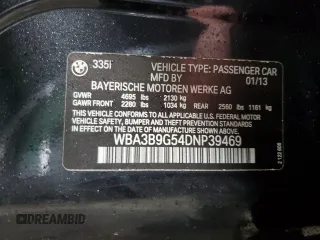 335i VEHICLE TYPE: PASSENGER CAR
MFD BY 01/13
BAYERISCHE MOTOREN WERKE AG
GVWR 4695 lbs 2130 kg
GAWR FRONT 2280 lbs 1034 kg GAWR REAR 2560 lbs 1161 kg
THIS VEHICLE CONFORMS TO ALL APPLICABLE U.S. FEDERAL MOTOR
VEHICLE SAFETY, BUMPER, AND THEFT PREVENTION STANDARDS IN
EFFECT ON THE DATE OF MANUFACTURE SHOWN ABOVE.
WBA3B9G54DNP39469
DREAMBID